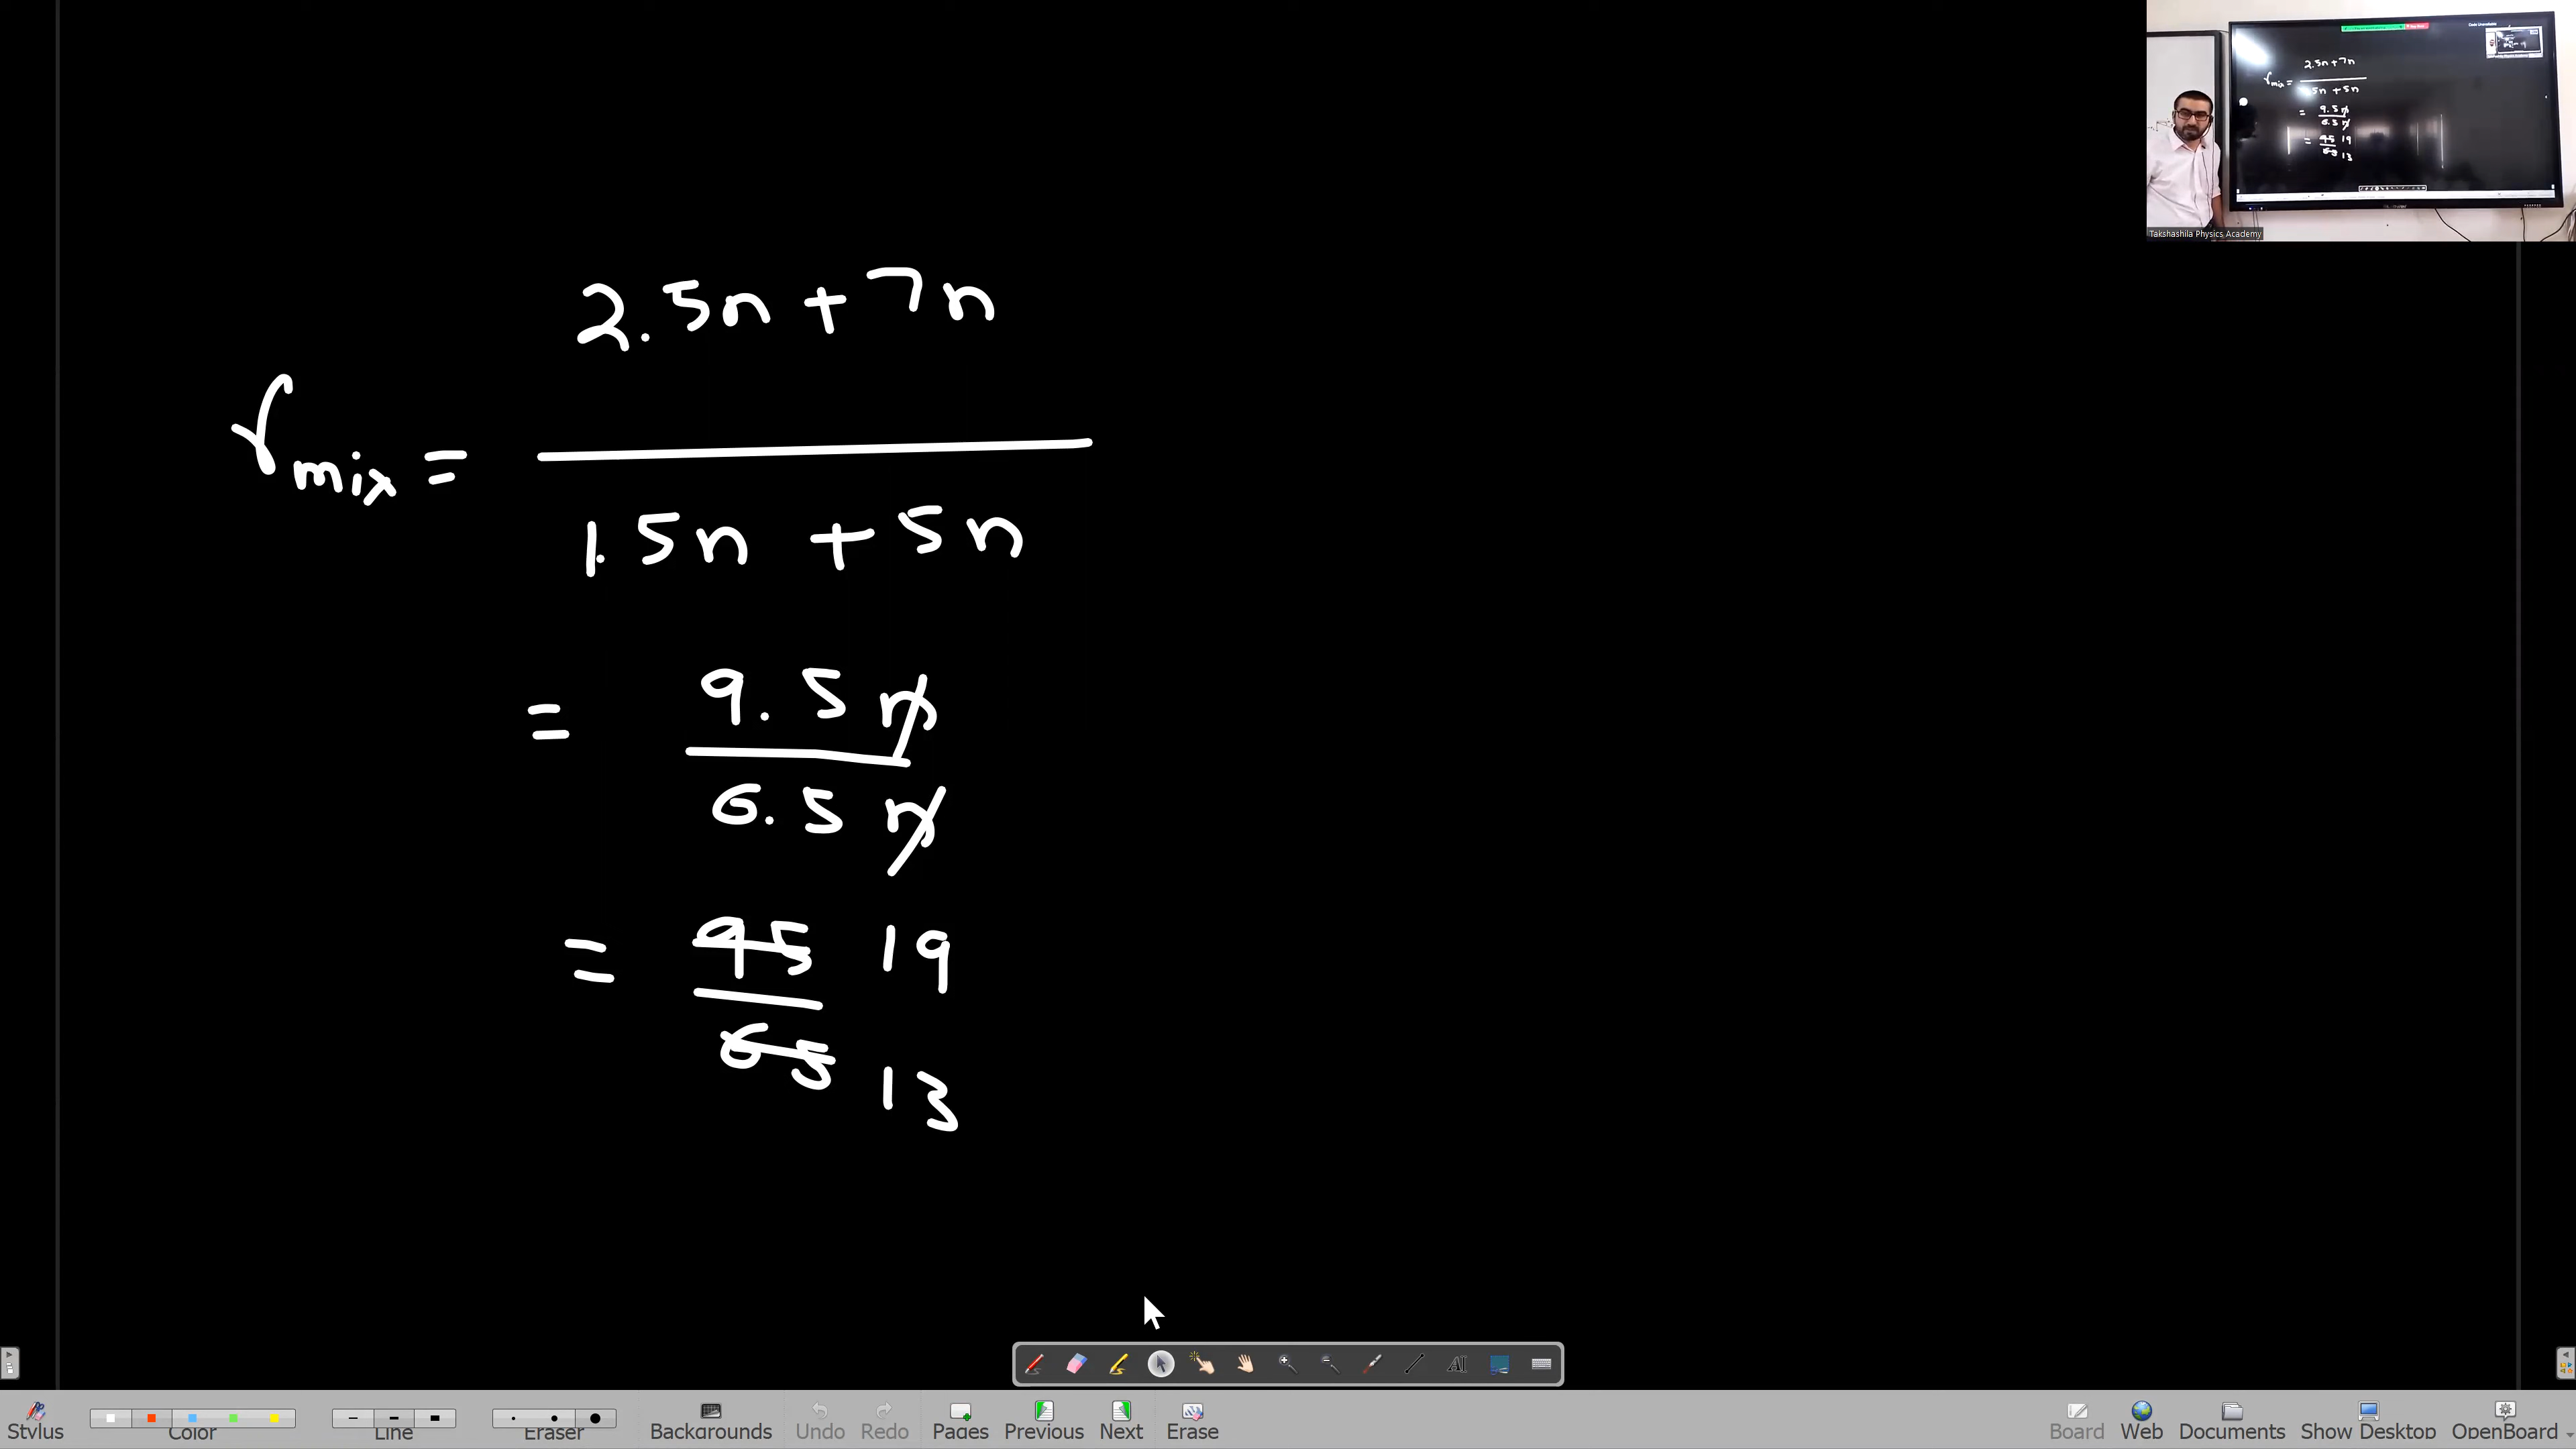 2.5n + 7n
γmix = ―――――
1.5n + 5n
= 9.5n / 6.5n
= 95 / 65 19 / 13
Takshashila Physics Academy
Stylus Color Line Eraser Backgrounds Undo Redo Pages Previous Next Erase Board Web Documents Show Desktop OpenBoard